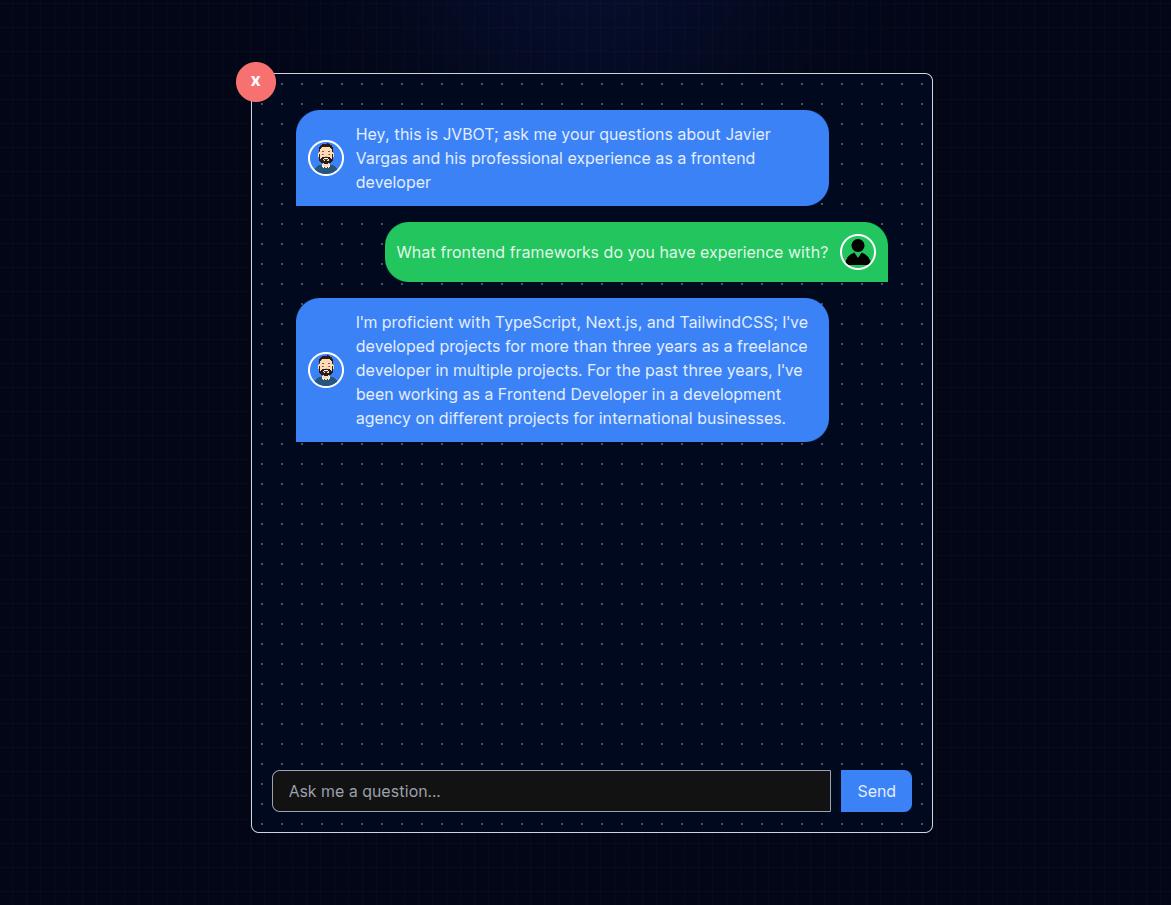 x
Hey, this is JVBOT; ask me your questions about Javier
Vargas and his professional experience as a frontend
developer
What frontend frameworks do you have experience with?
I'm proficient with TypeScript, Next.js, and TailwindCSS; I've
developed projects for more than three years as a freelance
developer in multiple projects. For the past three years, I've
been working as a Frontend Developer in a development
agency on different projects for international businesses.
Ask me a question...
Send